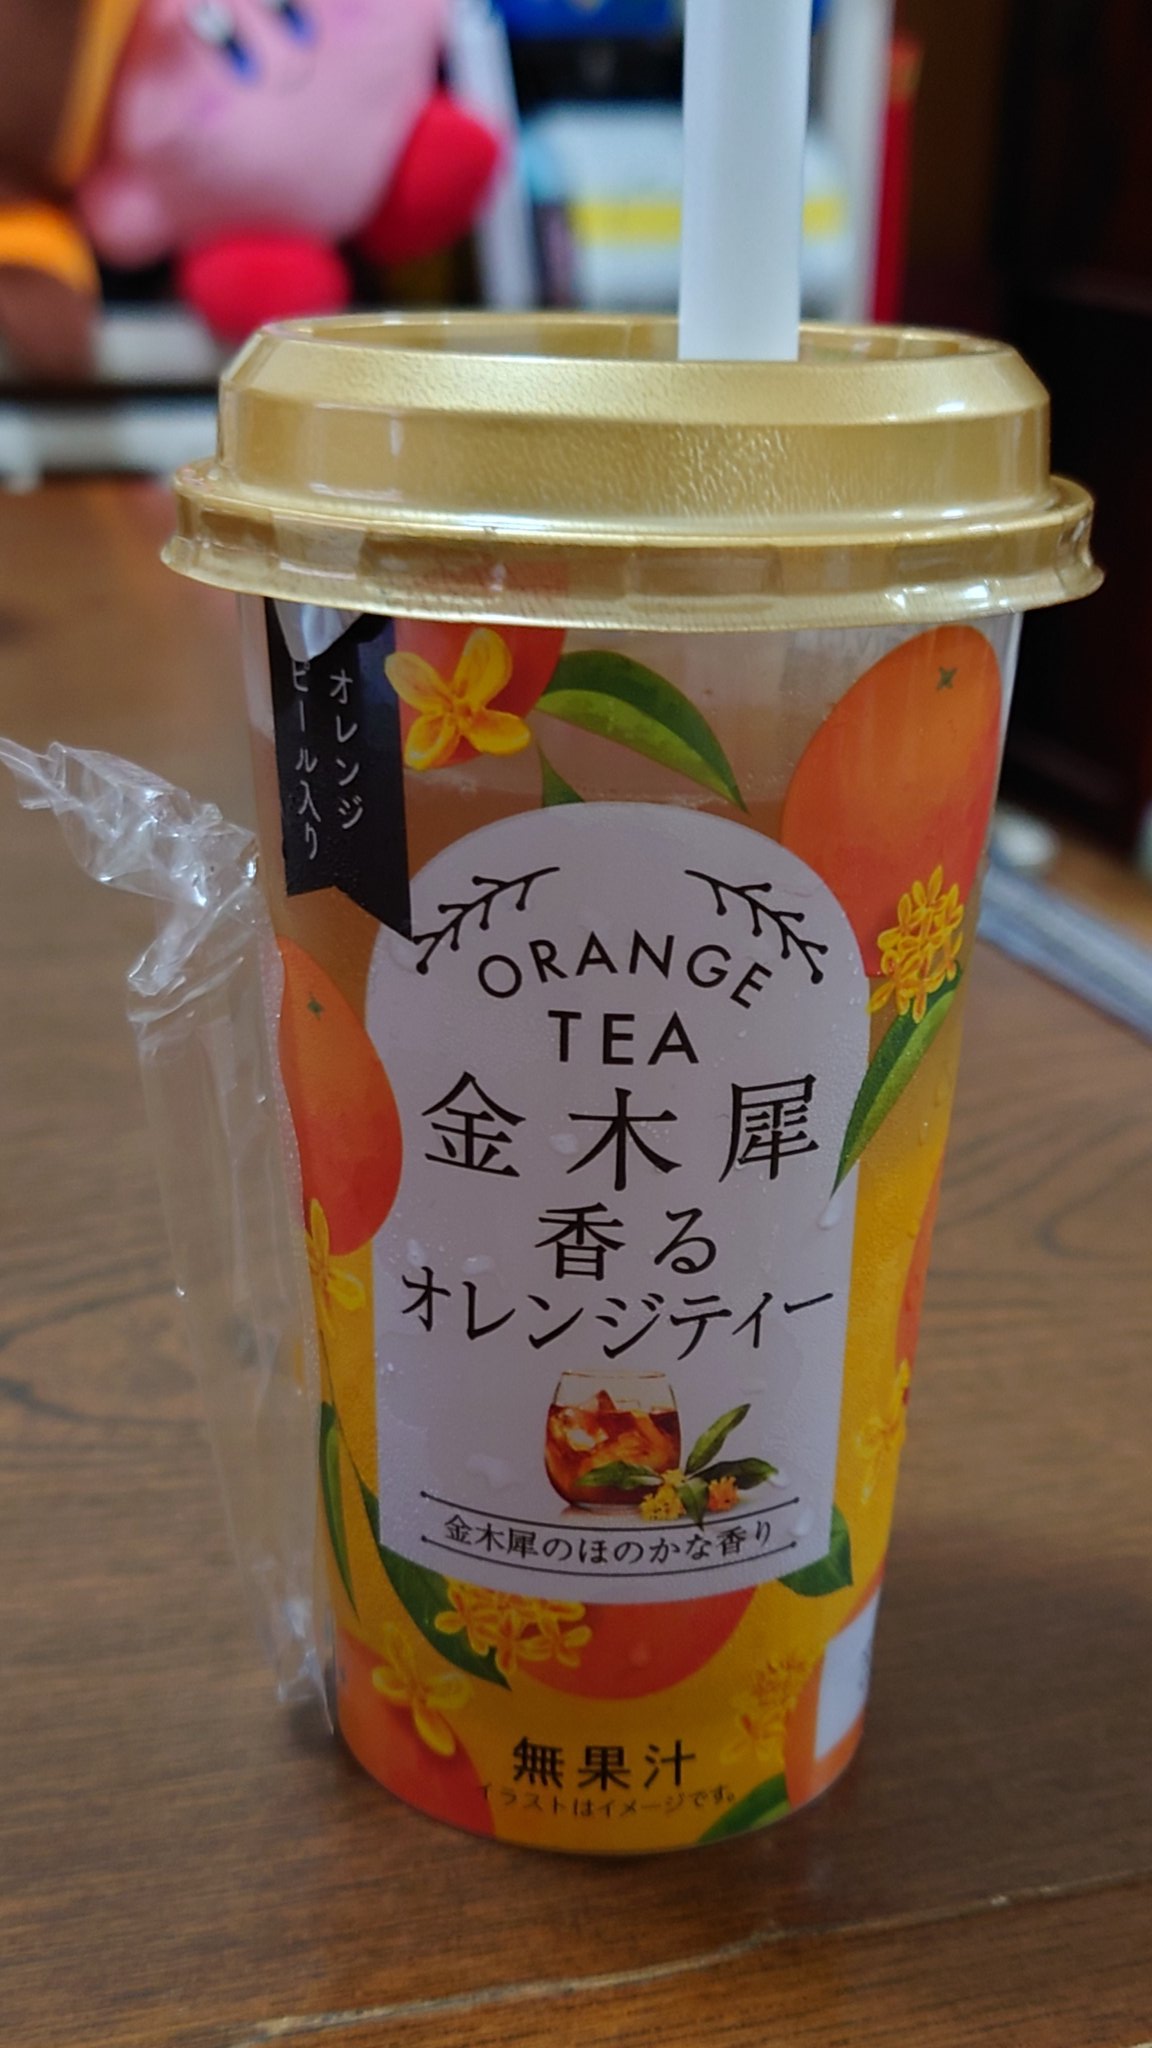 オレンジ
ピール入り
ORANGE
TEA
金木犀
香る
オレンジティー
金木犀のほのかな香り
無果汁
イラストはイメージです。